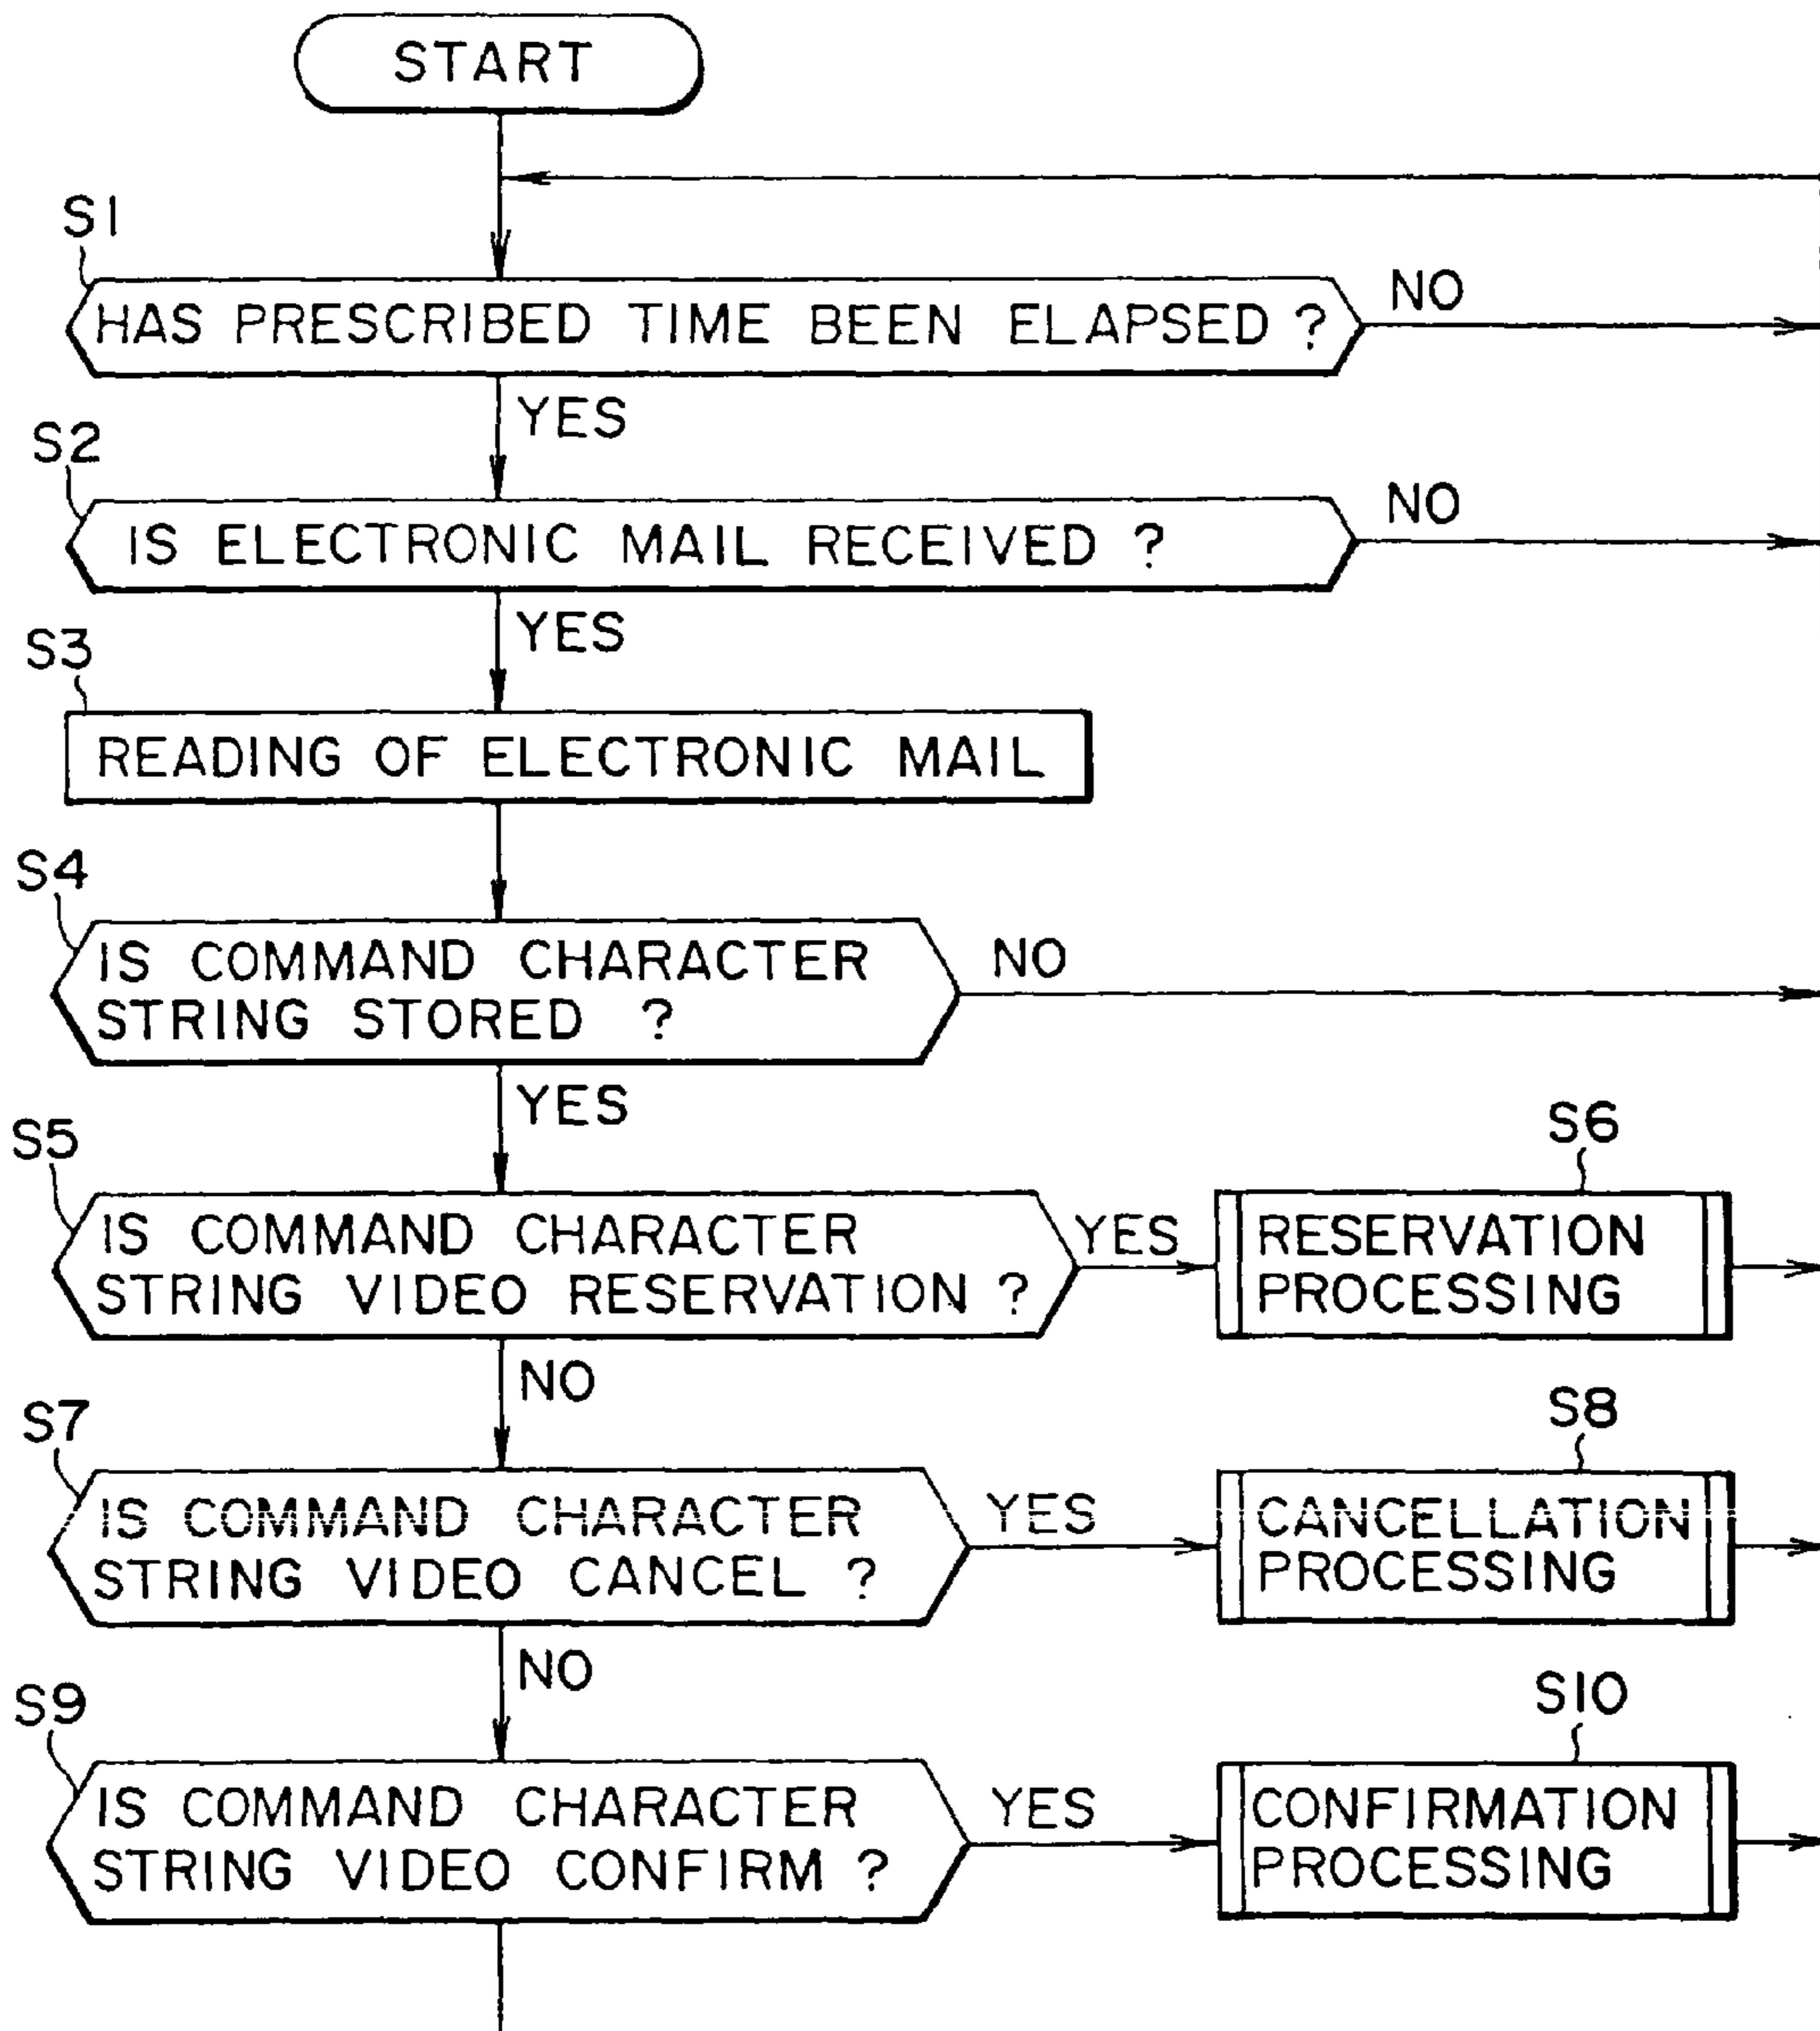 START
S1
HAS PRESCRIBED TIME BEEN ELAPSED ?
NO
YES
S2
IS ELECTRONIC MAIL RECEIVED ?
NO
YES
S3
READING OF ELECTRONIC MAIL
S4
IS COMMAND CHARACTER
STRING STORED ?
NO
YES
S5
IS COMMAND CHARACTER
STRING VIDEO RESERVATION ?
YES
S6
RESERVATION
PROCESSING
NO
S7
IS COMMAND CHARACTER
STRING VIDEO CANCEL ?
YES
S8
CANCELLATION
PROCESSING
NO
S9
IS COMMAND CHARACTER
STRING VIDEO CONFIRM ?
YES
S10
CONFIRMATION
PROCESSING